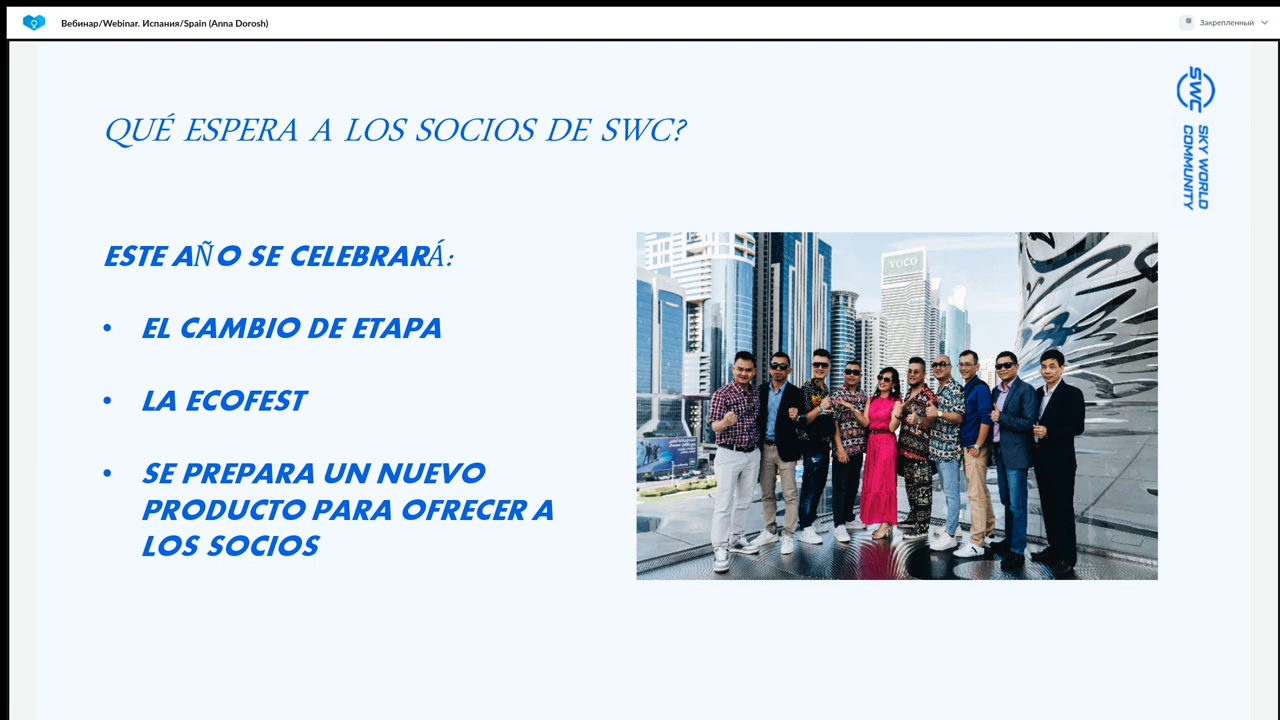 Вебинар/Webinar. Испания/Spain (Anna Dorosh)
Закрепленный
QUÉ ESPERA A LOS SOCIOS DE SWC?
SWC
SKY WORLD
COMMUNITY
ESTE AÑO SE CELEBRARÁ:
• EL CAMBIO DE ETAPA
• LA ECOFEST
• SE PREPARA UN NUEVO
PRODUCTO PARA OFRECER A
LOS SOCIOS
VOCO